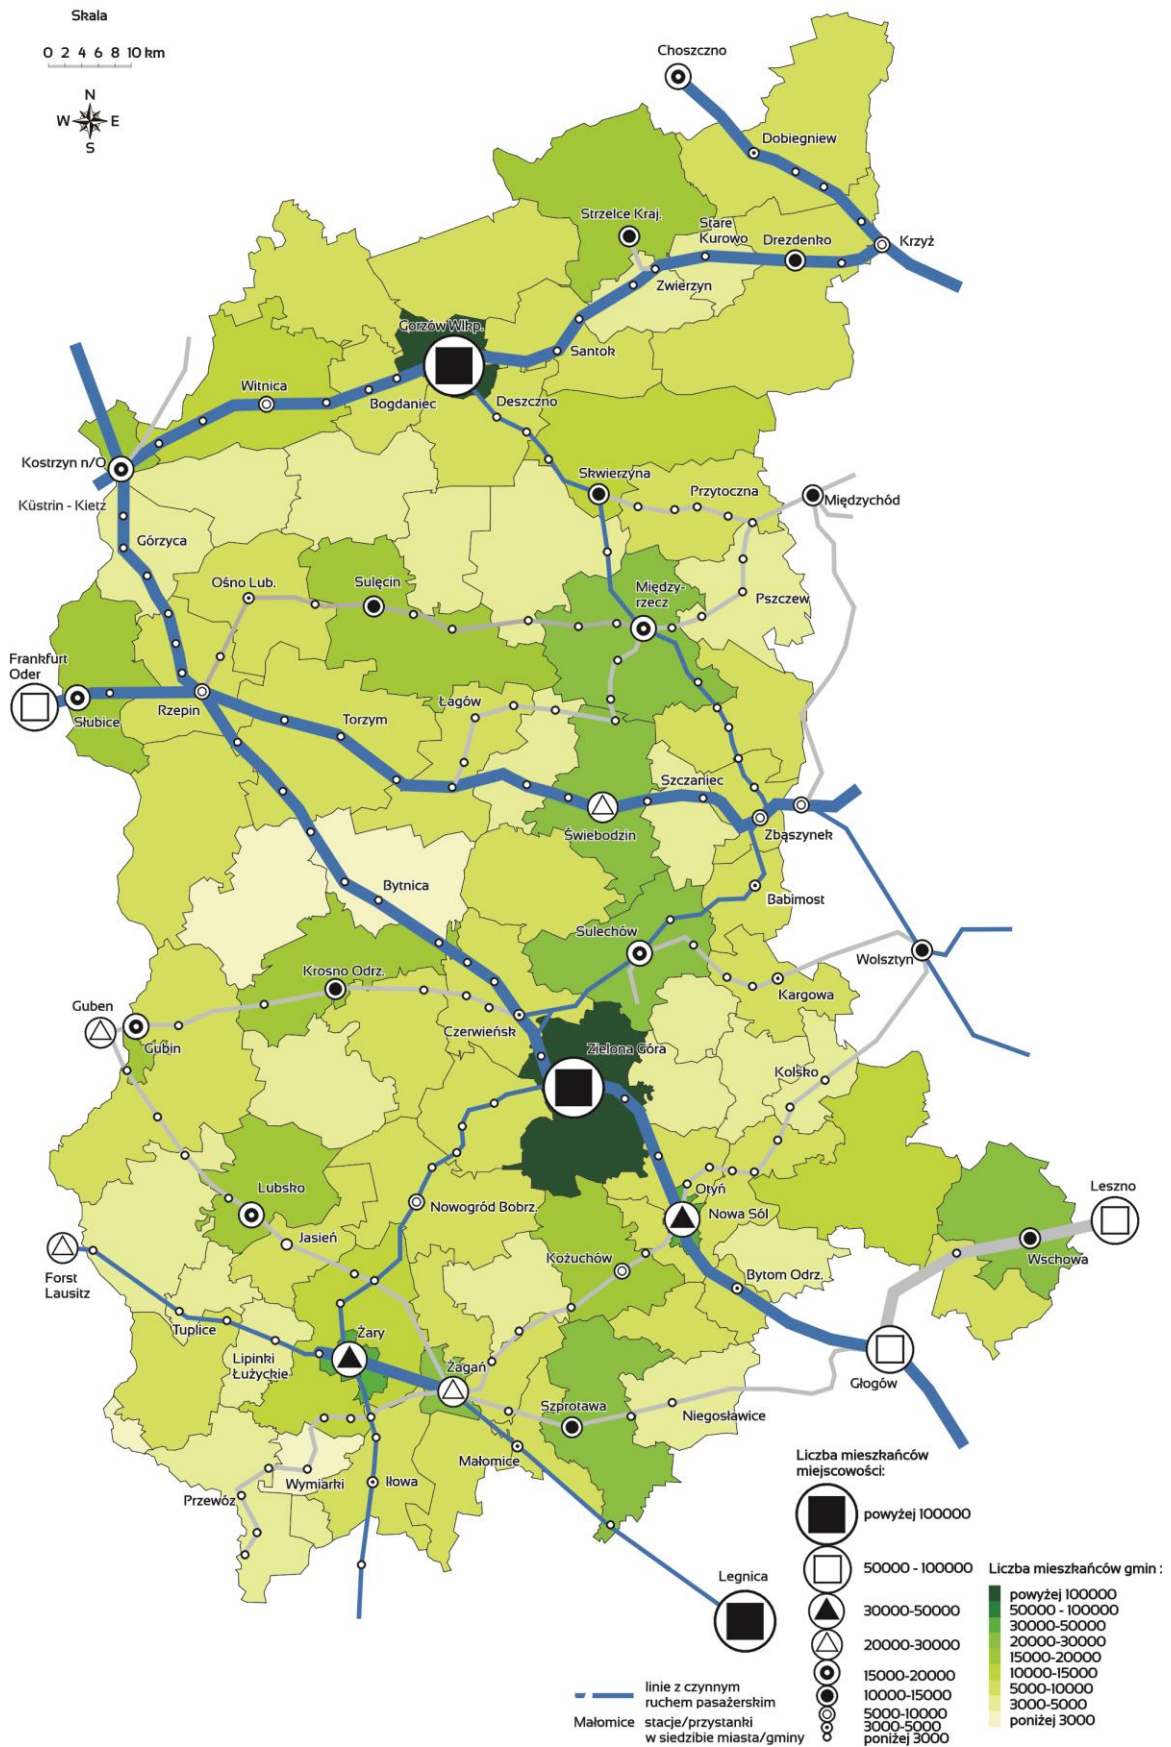 Skala
0 2 4 6 8 10 km
N
W E
S
Choszczno
Dobiegniew
Strzelce Kraj.
Stare
Kurowo
Drezdenko
Krzyż
Zwierzyn
Gorzów Wlkp.
Santok
Witnica
Bogdaniec
Deszczno
Kostrzyn n/O
Küstrin - Kietz
Skwierzyna
Przytoczna
Międzychód
Górzyca
Ośno Lub.
Sulęcin
Między-
rzecz
Pszczew
Frankfurt
Oder
Słubice
Rzepin
Torzym
Łagów
Szczaniec
Świebodzin
Zbąszynek
Bytnica
Babimost
Sulechów
Wolsztyn
Krosno Odrz.
Kargowa
Guben
Gubin
Czerwieńsk
Zielona Góra
Kolsko
Lubsko
Otyń
Leszno
Nowogród Bobrz.
Nowa Sól
Jasień
Wschowa
Forst
Lausitz
Kożuchów
Bytom Odrz.
Tuplice
Żary
Lipinki
Łużyckie
Żagań
Głogów
Szprotawa
Niegosławice
Małomice
Wymiarki
Iłowa
Przewóz
Legnica
Liczba mieszkańców
miejscowości:
powyżej 100000
50000 - 100000
30000-50000
20000-30000
15000-20000
10000-15000
5000-10000
3000-5000
poniżej 3000
Liczba mieszkańców gmin :
powyżej 100000
50000 - 100000
30000-50000
20000-30000
15000-20000
10000-15000
5000-10000
3000-5000
poniżej 3000
linie z czynnym
ruchem pasażerskim
Małomice stacje/przystanki
w siedzibie miasta/gminy